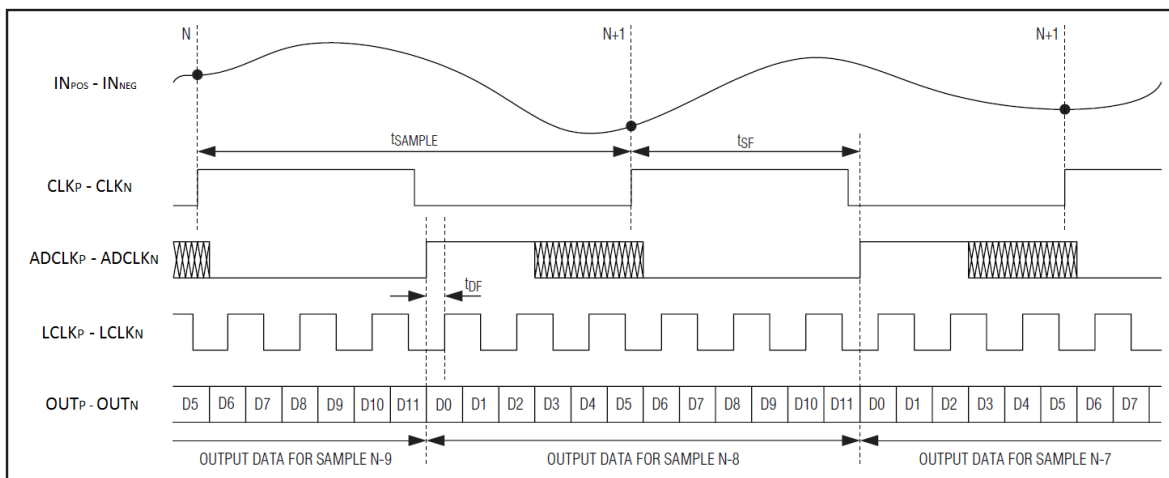 N N+1 N+1
INPOS - INNEG
tSAMPLE tSF
CLKP - CLKN
ADCLKP - ADCLKN
tDF
LCLKP - LCLKN
OUTP - OUTN D5 D6 D7 D8 D9 D10 D11 D0 D1 D2 D3 D4 D5 D6 D7 D8 D9 D10 D11 D0 D1 D2 D3 D4 D5 D6 D7
OUTPUT DATA FOR SAMPLE N-9 OUTPUT DATA FOR SAMPLE N-8 OUTPUT DATA FOR SAMPLE N-7